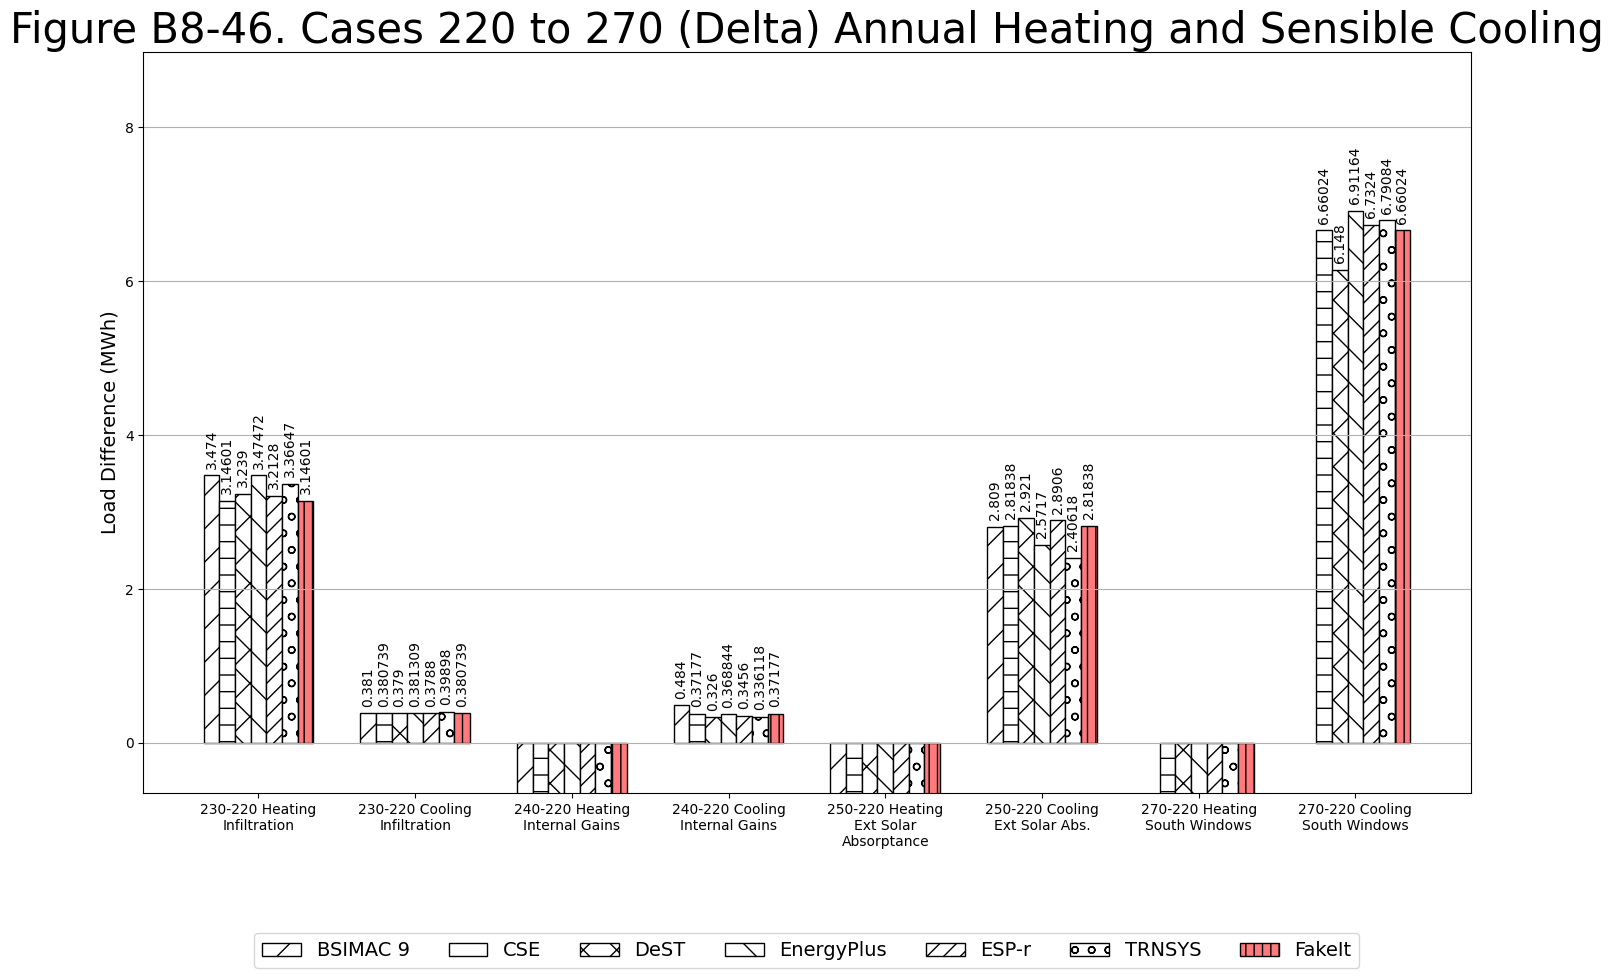 Figure B8-46. Cases 220 to 270 (Delta) Annual Heating and Sensible Cooling
Load Difference (MWh)
8
6
4
2
0
3.474
3.14601
3.239
3.47472
3.2128
3.36647
3.14601
0.381
0.380739
0.379
0.381309
0.3788
0.39898
0.380739
0.484
0.37177
0.326
0.368844
0.3456
0.336118
0.37177
2.809
2.81838
2.921
2.5717
2.8906
2.40618
2.81838
6.66024
6.148
6.91164
6.7324
6.79084
6.66024
230-220 Heating
Infiltration
230-220 Cooling
Infiltration
240-220 Heating
Internal Gains
240-220 Cooling
Internal Gains
250-220 Heating
Ext Solar
Absorptance
250-220 Cooling
Ext Solar Abs.
270-220 Heating
South Windows
270-220 Cooling
South Windows
BSIMAC 9
CSE
DeST
EnergyPlus
ESP-r
TRNSYS
FakeIt